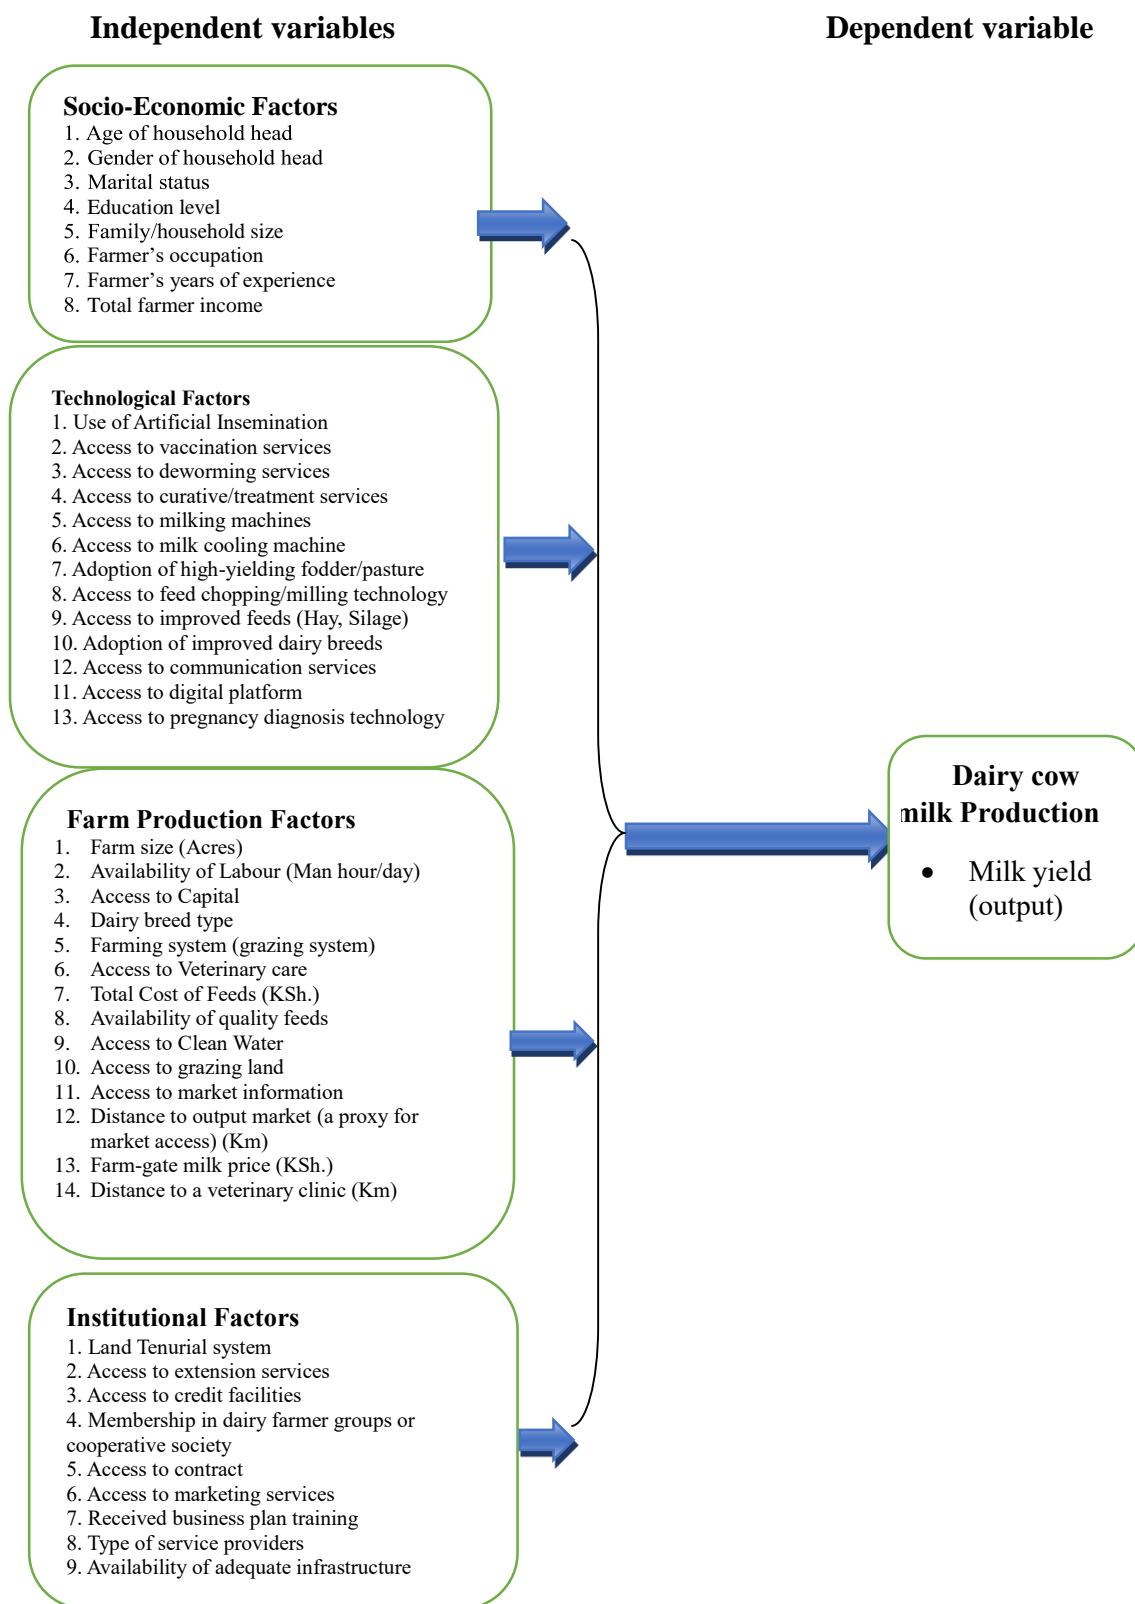 Independent variables
Dependent variable
Socio-Economic Factors
1. Age of household head
2. Gender of household head
3. Marital status
4. Education level
5. Family/household size
6. Farmer's occupation
7. Farmer's years of experience
8. Total farmer income
Technological Factors
1. Use of Artificial Insemination
2. Access to vaccination services
3. Access to deworming services
4. Access to curative/treatment services
5. Access to milking machines
6. Access to milk cooling machine
7. Adoption of high-yielding fodder/pasture
8. Access to feed chopping/milling technology
9. Access to improved feeds (Hay, Silage)
10. Adoption of improved dairy breeds
12. Access to communication services
11. Access to digital platform
13. Access to pregnancy diagnosis technology
Farm Production Factors
1. Farm size (Acres)
2. Availability of Labour (Man hour/day)
3. Access to Capital
4. Dairy breed type
5. Farming system (grazing system)
6. Access to Veterinary care
7. Total Cost of Feeds (KSh.)
8. Availability of quality feeds
9. Access to Clean Water
10. Access to grazing land
11. Access to market information
12. Distance to output market (a proxy for
market access) (Km)
13. Farm-gate milk price (KSh.)
14. Distance to a veterinary clinic (Km)
Institutional Factors
1. Land Tenurial system
2. Access to extension services
3. Access to credit facilities
4. Membership in dairy farmer groups or
cooperative society
5. Access to contract
6. Access to marketing services
7. Received business plan training
8. Type of service providers
9. Availability of adequate infrastructure
Dairy cow
milk Production
• Milk yield
(output)